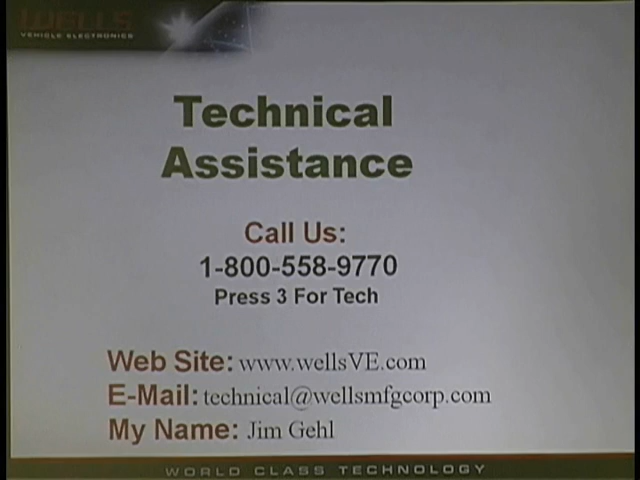 WELLS
VEHICLE ELECTRONICS
Technical
Assistance
Call Us:
1-800-558-9770
Press 3 For Tech
Web Site: www.wellsVE.com
E-Mail: technical@wellsmfgcorp.com
My Name: Jim Gehl
WORLD CLASS TECHNOLOGY